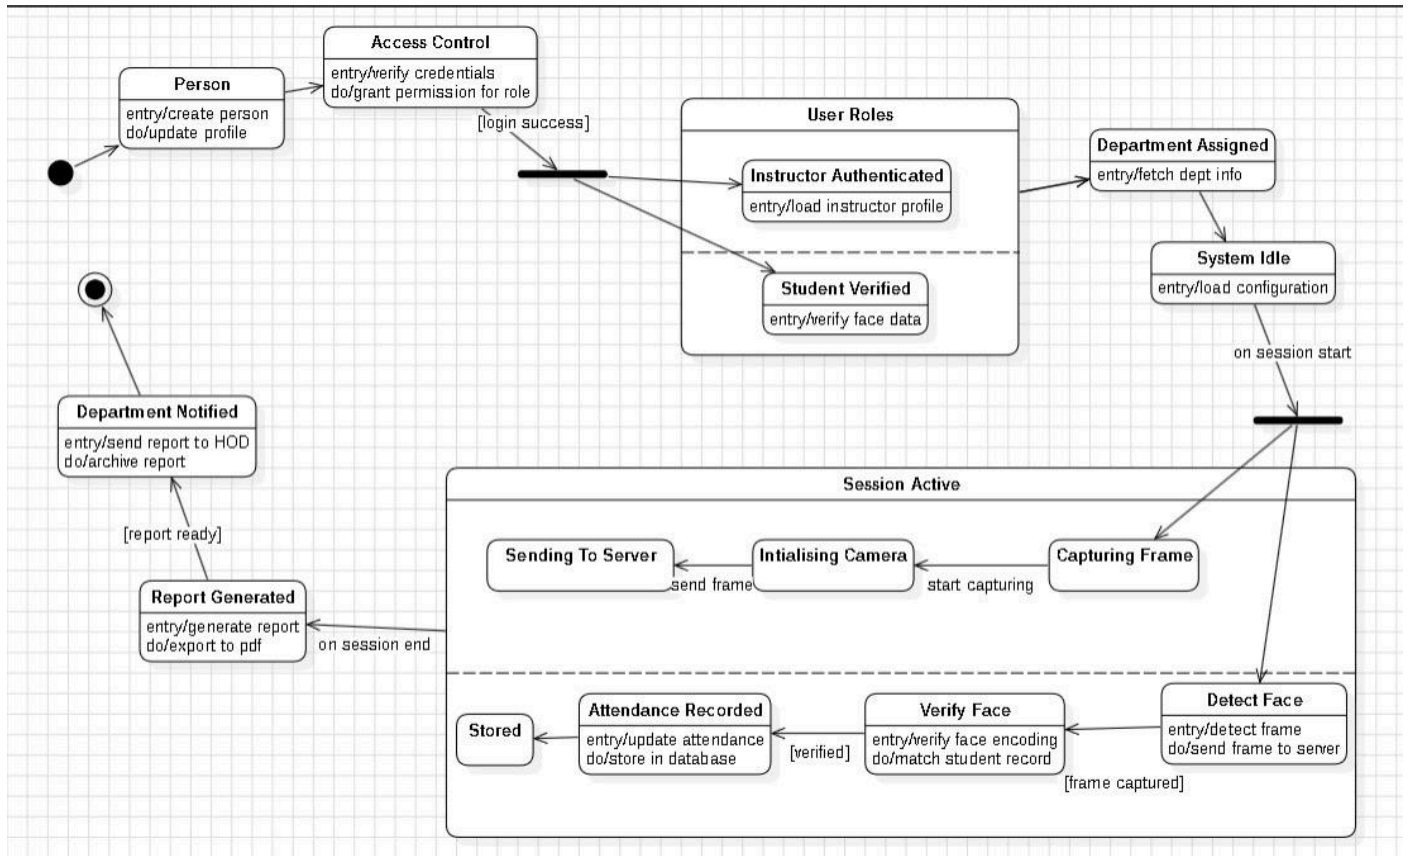 Access Control
entry/verify credentials
do/grant permission for role
Person
entry/create person
do/update profile
[login success]
User Roles
Instructor Authenticated
entry/load instructor profile
Student Verified
entry/verify face data
Department Assigned
entry/fetch dept info
System Idle
entry/load configuration
on session start
Department Notified
entry/send report to HOD
do/archive report
[report ready]
Report Generated
entry/generate report
do/export to pdf
on session end
Session Active
Sending To Server
send frame
Intialising Camera
start capturing
Capturing Frame
Stored
Attendance Recorded
entry/update attendance
do/store in database
[verified]
Verify Face
entry/verify face encoding
do/match student record
[frame captured]
Detect Face
entry/detect frame
do/send frame to server